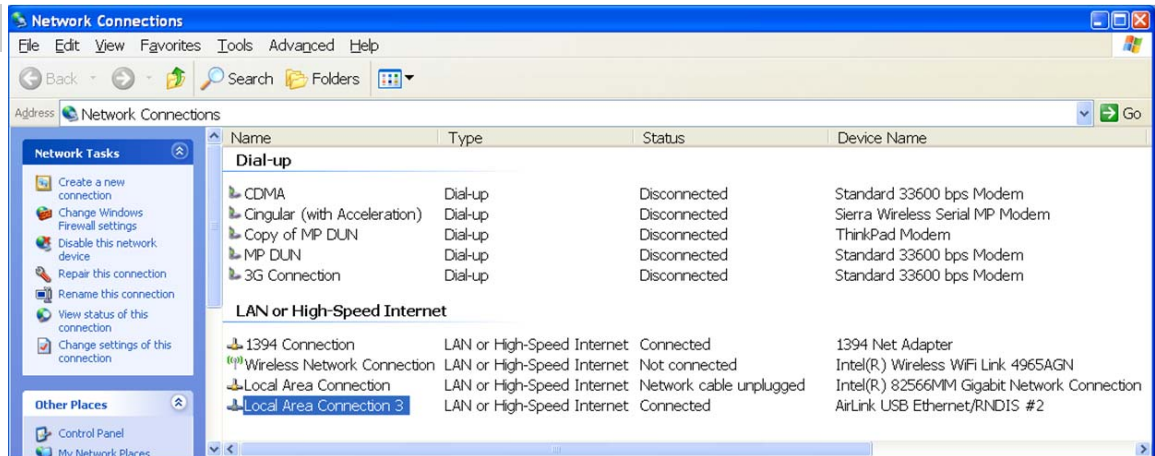 Network Connections
File Edit View Favorites Tools Advanced Help
Back Search Folders
Address Network Connections Go
Network Tasks
Create a new
connection
Change Windows
Firewall settings
Disable this network
device
Repair this connection
Rename this connection
View status of this
connection
Change settings of this
connection
Other Places
Control Panel
My Network Places
Name Type Status Device Name
Dial-up
CDMA Dial-up Disconnected Standard 33600 bps Modem
Cingular (with Acceleration) Dial-up Disconnected Sierra Wireless Serial MP Modem
Copy of MP DUN Dial-up Disconnected ThinkPad Modem
MP DUN Dial-up Disconnected Standard 33600 bps Modem
3G Connection Dial-up Disconnected Standard 33600 bps Modem
LAN or High-Speed Internet
1394 Connection LAN or High-Speed Internet Connected 1394 Net Adapter
Wireless Network Connection LAN or High-Speed Internet Not connected Intel(R) Wireless WiFi Link 4965AGN
Local Area Connection LAN or High-Speed Internet Network cable unplugged Intel(R) 82566MM Gigabit Network Connection
Local Area Connection 3 LAN or High-Speed Internet Connected AirLink USB Ethernet/RNDIS #2